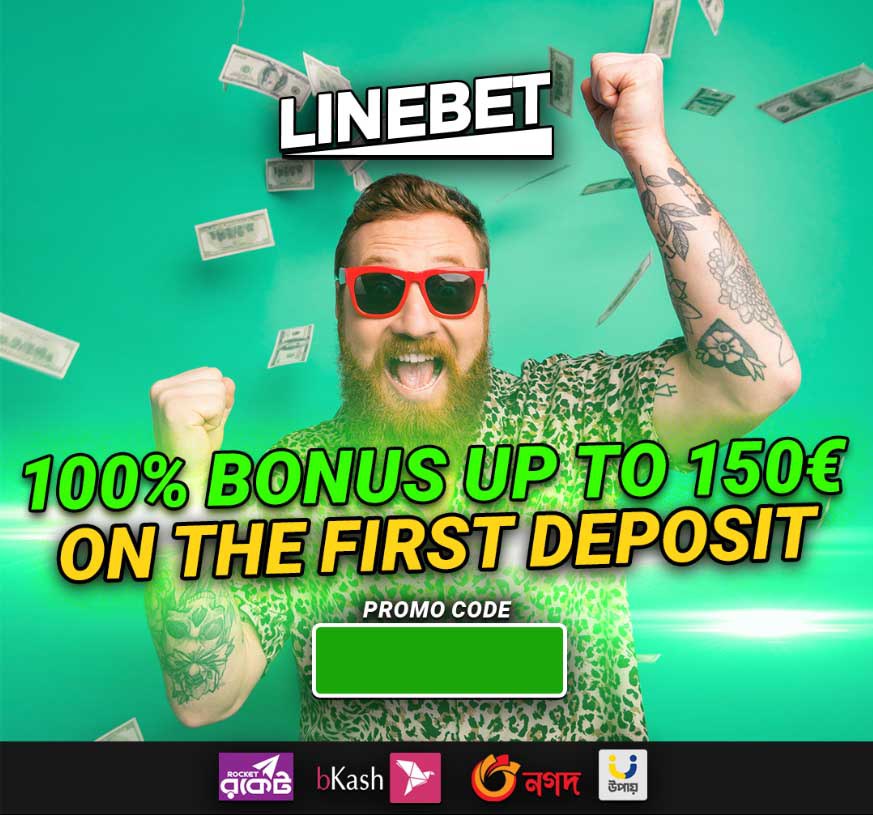 LINEBET
100% BONUS UP TO 150€
ON THE FIRST DEPOSIT
PROMO CODE
ROCKET
রকেট
bKash
নগদ
উপায়